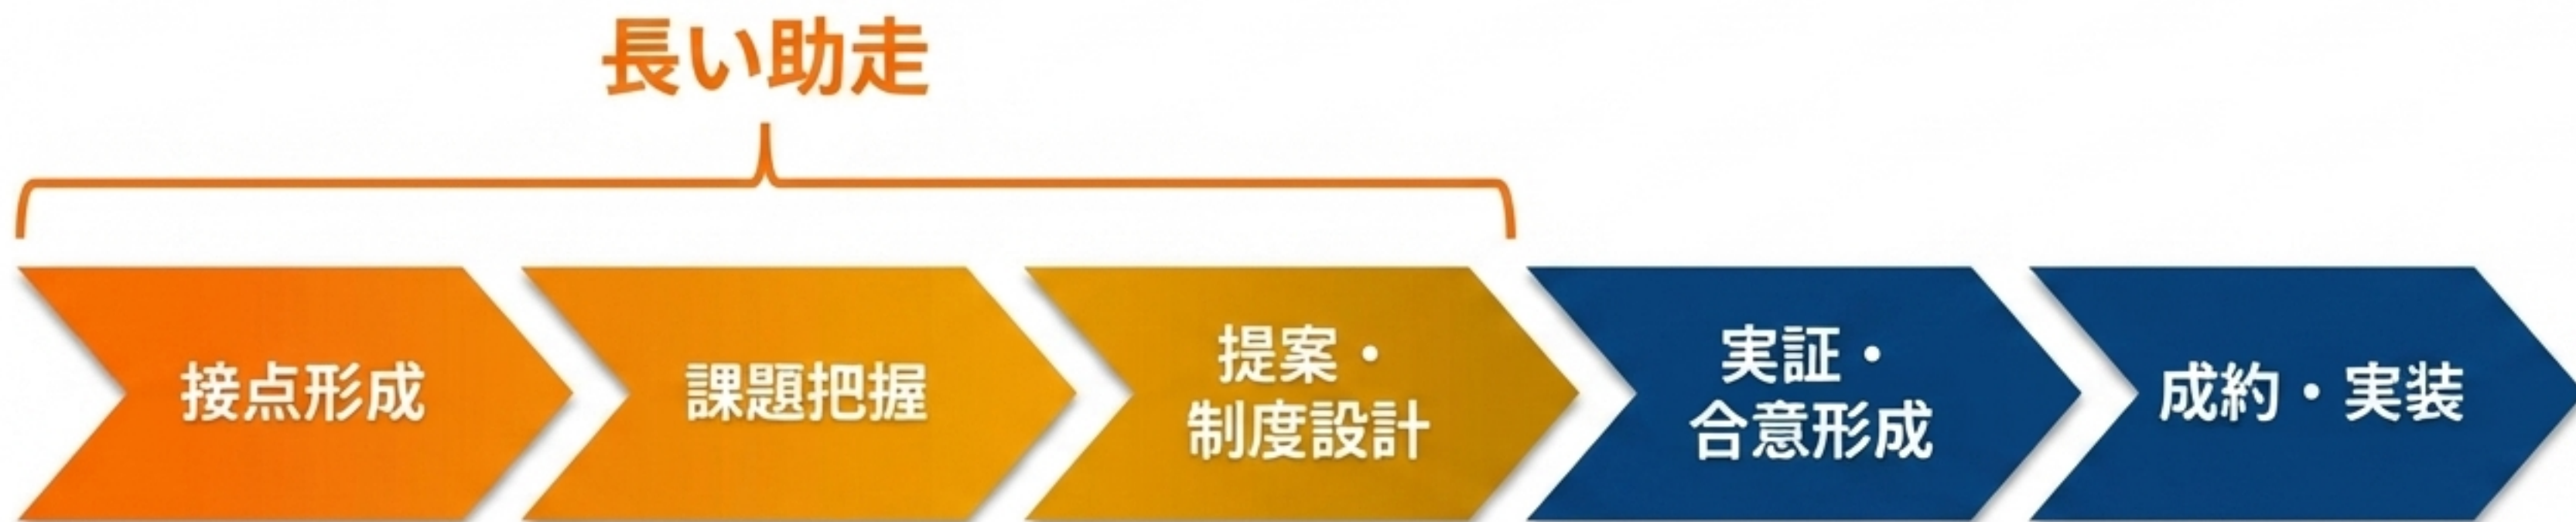 長い助走
接点形成
課題把握
提案・
制度設計
実証・
合意形成
成約・実装